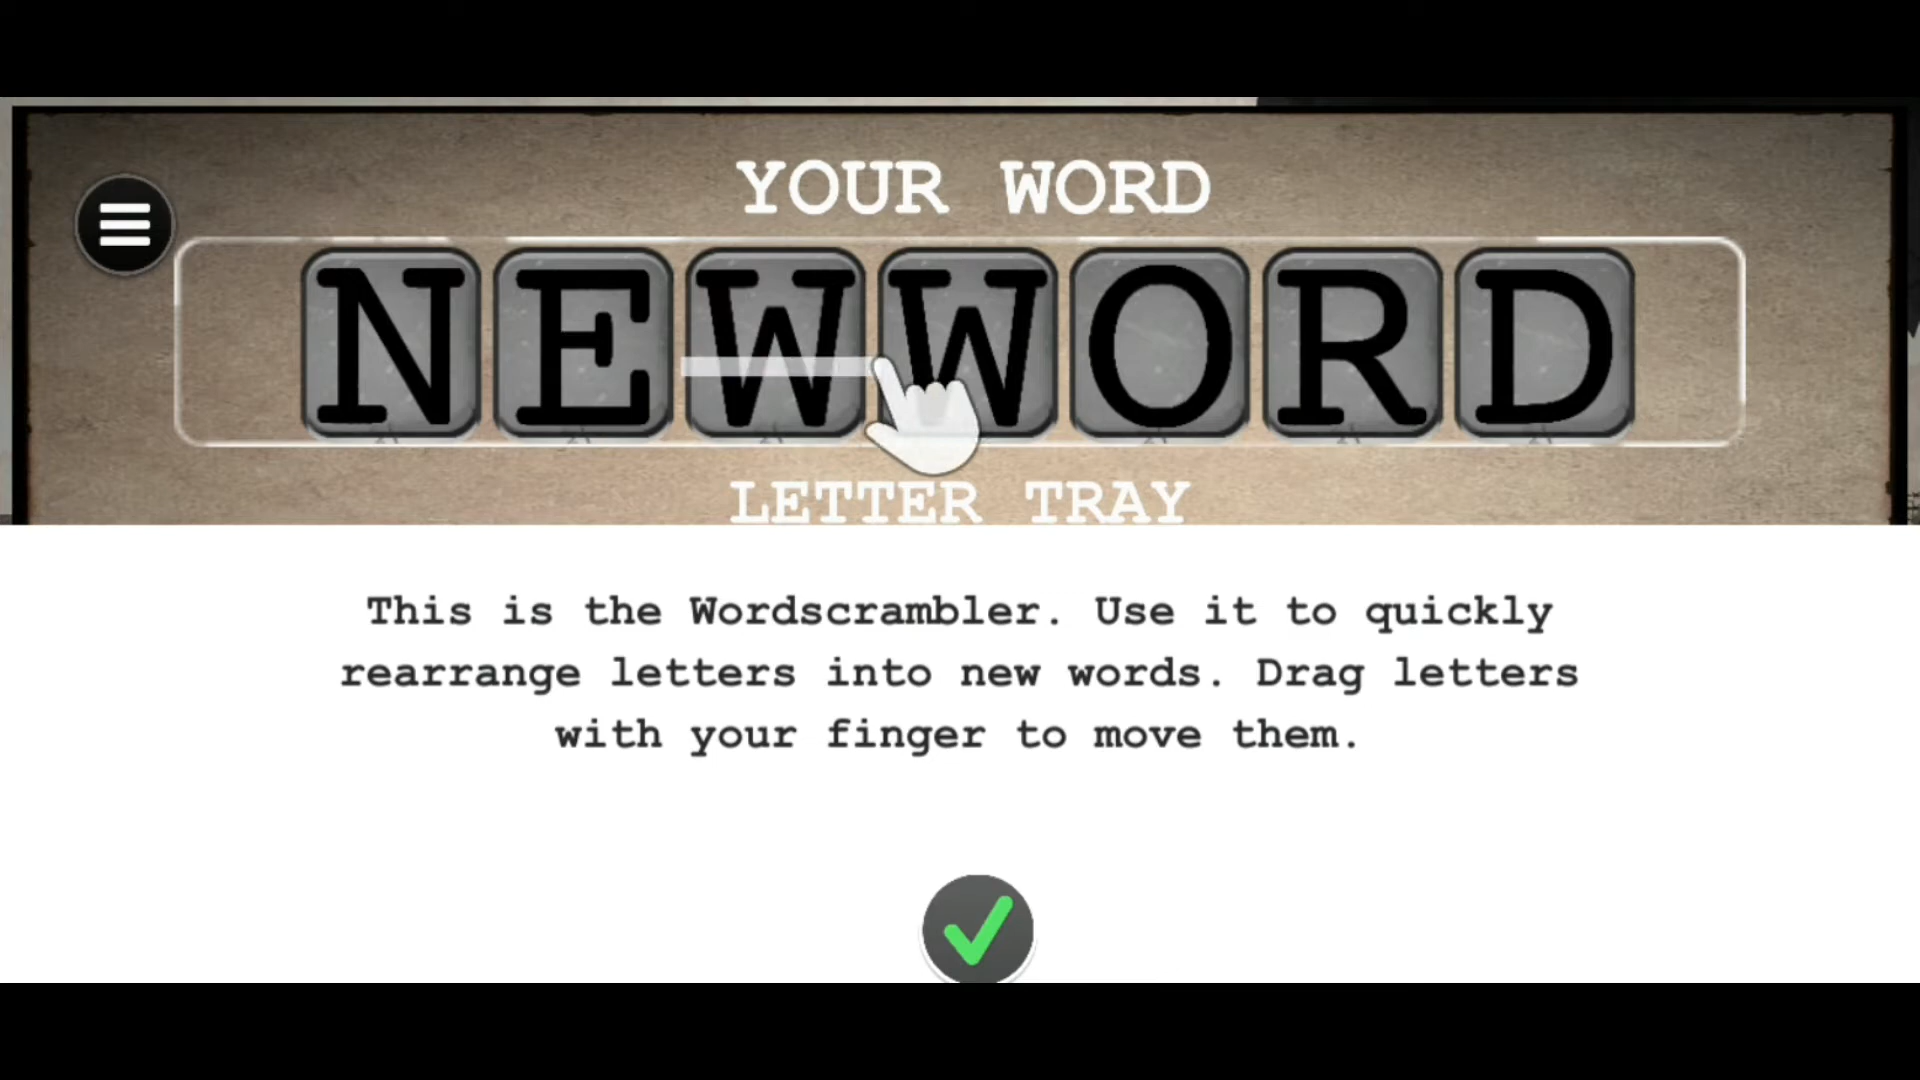 YOUR WORD
NEWWORD
LETTER TRAY
This is the Wordscrambler. Use it to quickly
rearrange letters into new words. Drag letters
with your finger to move them.